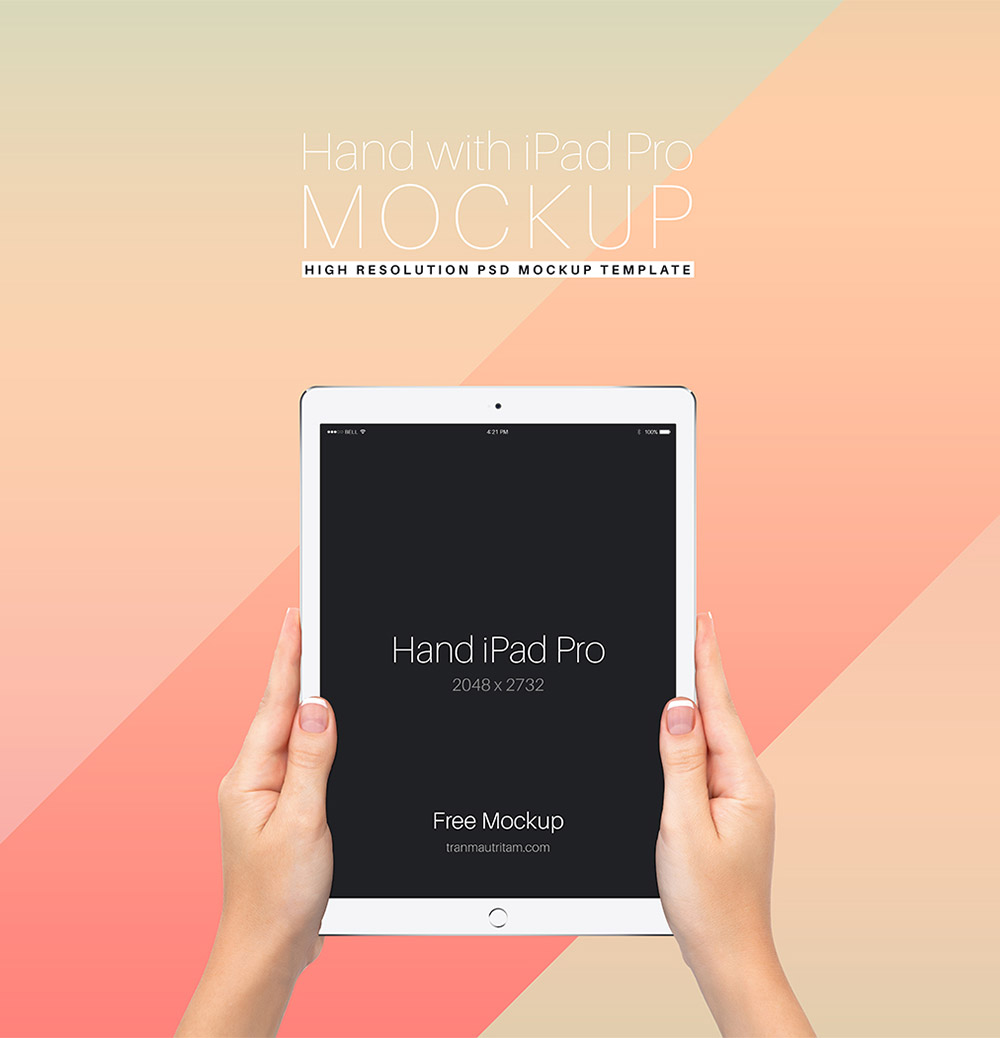 Hand with iPad Pro
MOCKUP
HIGH RESOLUTION PSD MOCKUP TEMPLATE
BELL 4:21 PM 100%
Hand iPad Pro
2048 x 2732
Free Mockup
tranmautritam.com